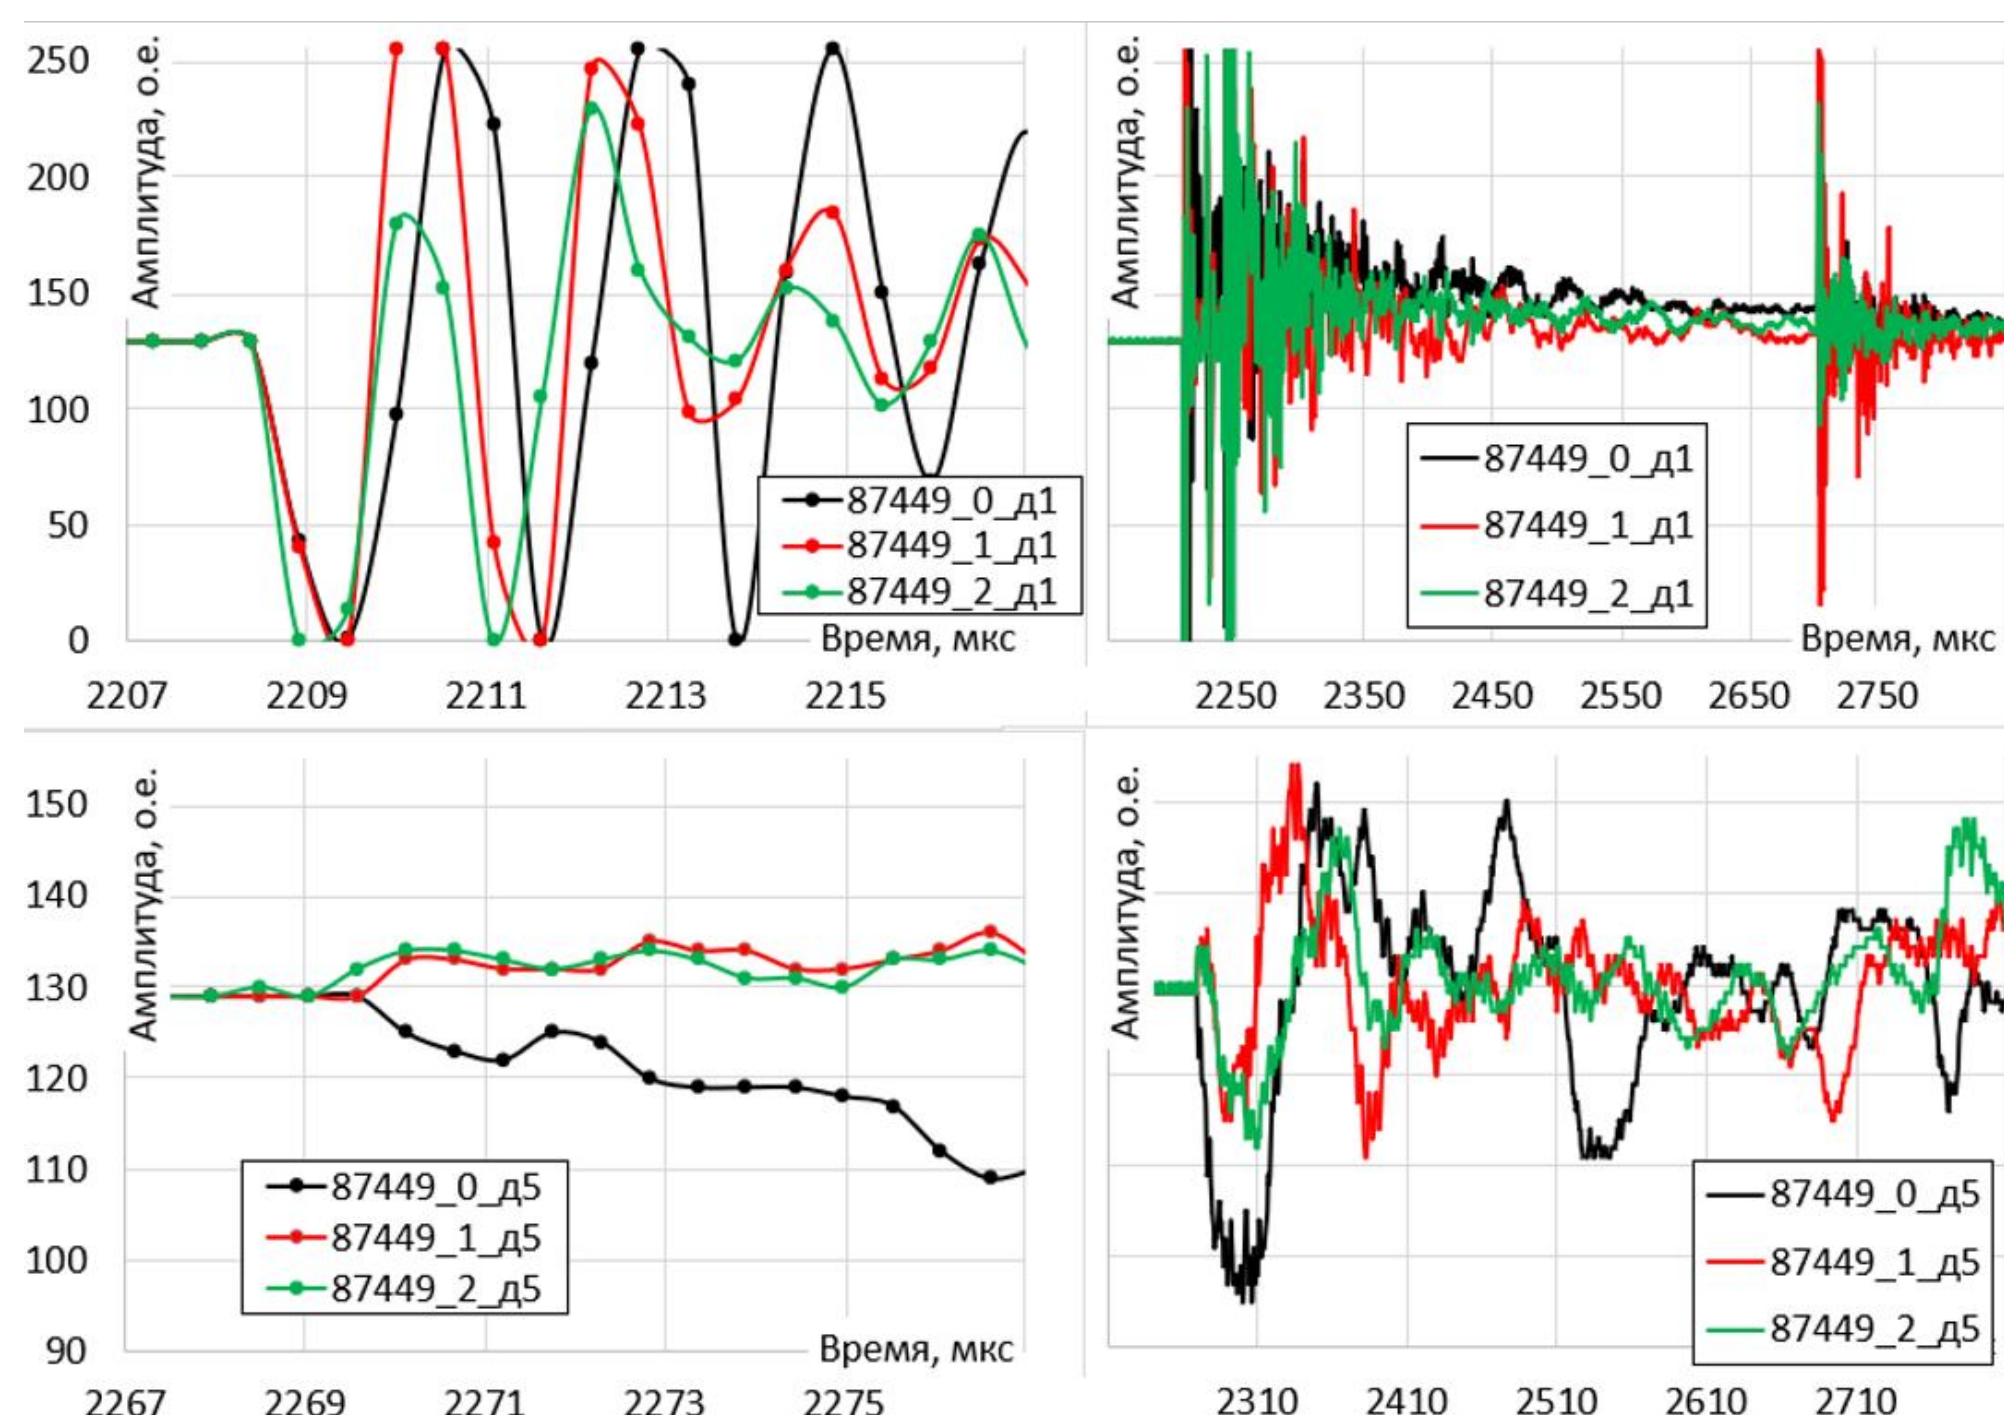 Амплитуда, о.е.
250
200
150
100
50
0
87449_0_д1
87449_1_д1
87449_2_д1
Время, мкс
2207 2209 2211 2213 2215
Амплитуда, о.е.
87449_0_д1
87449_1_д1
87449_2_д1
Время, мкс
2250 2350 2450 2550 2650 2750
Амплитуда, о.е.
150
140
130
120
110
100
90
87449_0_д5
87449_1_д5
87449_2_д5
Время, мкс
2267 2269 2271 2273 2275
Амплитуда, о.е.
87449_0_д5
87449_1_д5
87449_2_д5
2310 2410 2510 2610 2710